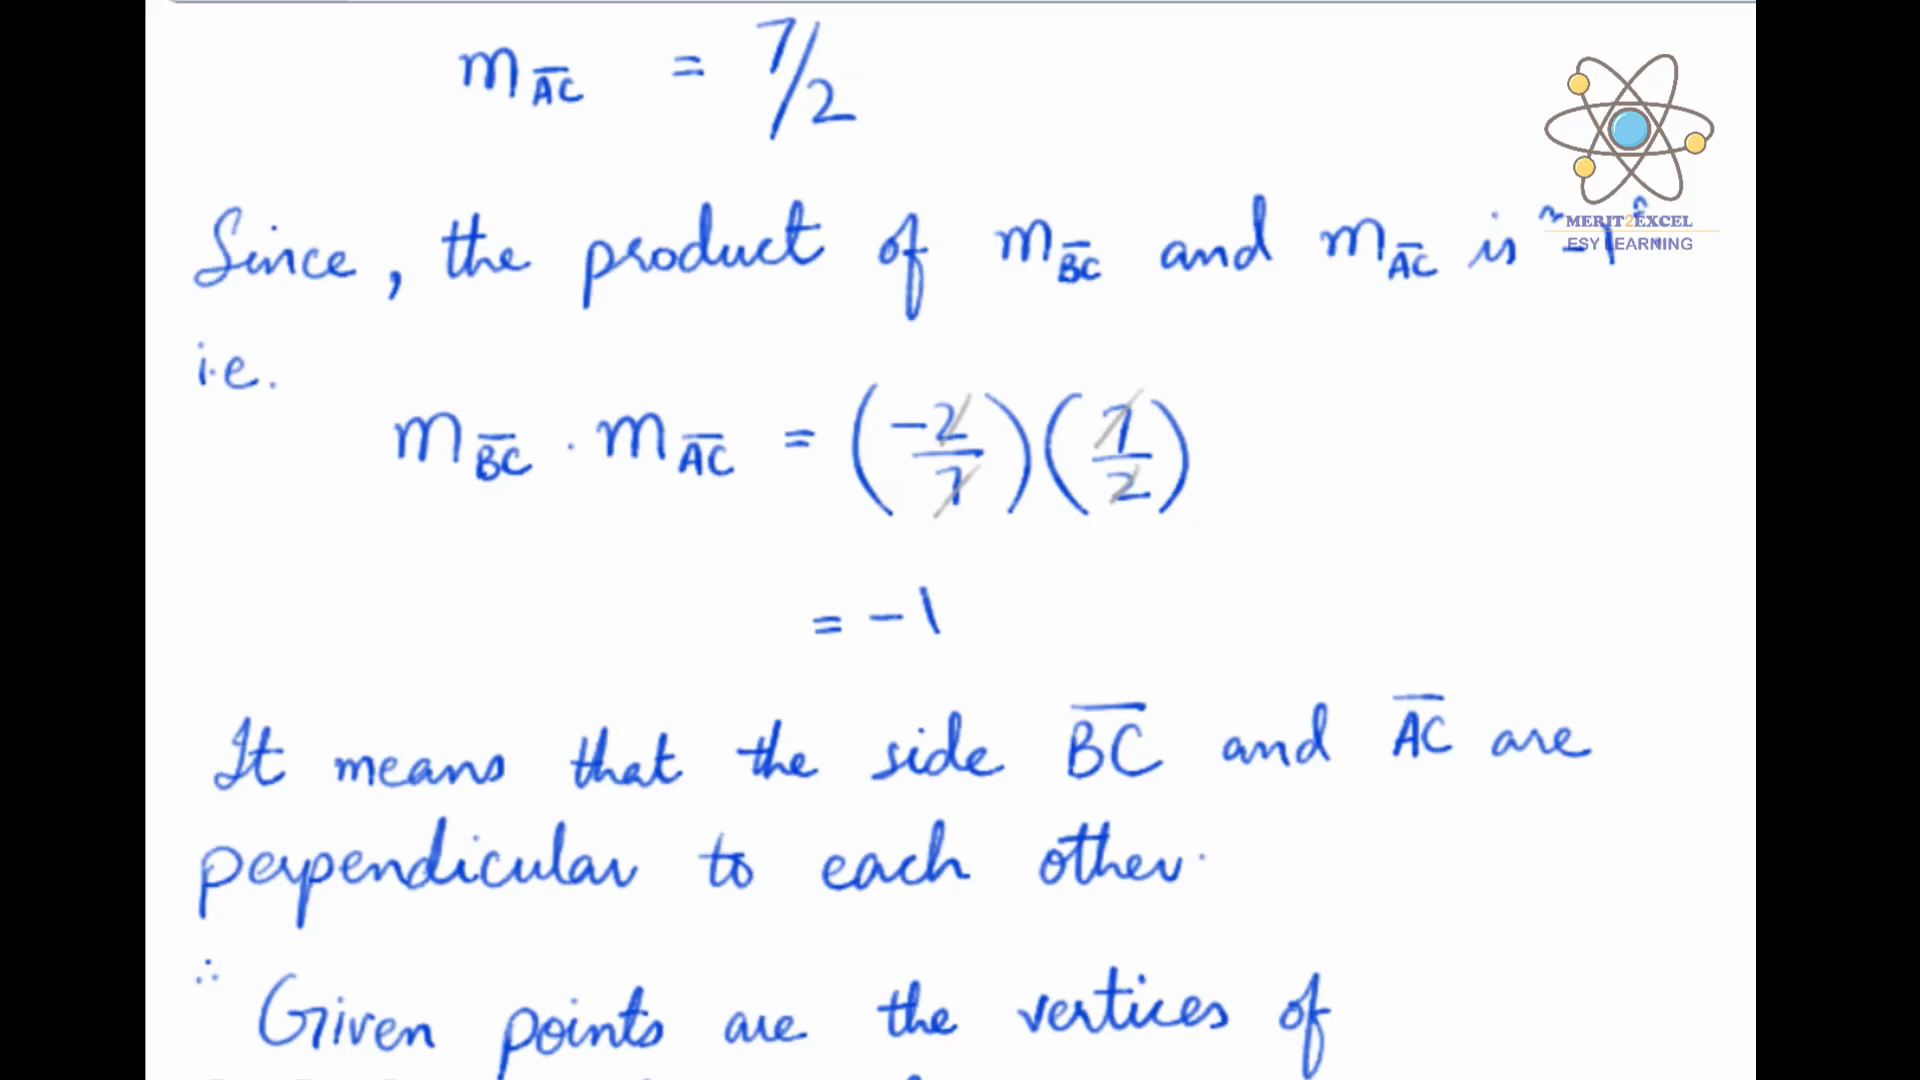 m_AC = 7/2
MERIT2EXCEL
ESY LEARNING
Since, the product of m_BC and m_AC is "-1"
i.e.
m_BC . m_AC = (-2/7)(7/2)
= -1
It means that the side BC and AC are
perpendicular to each other.
∴ Given points are the vertices of